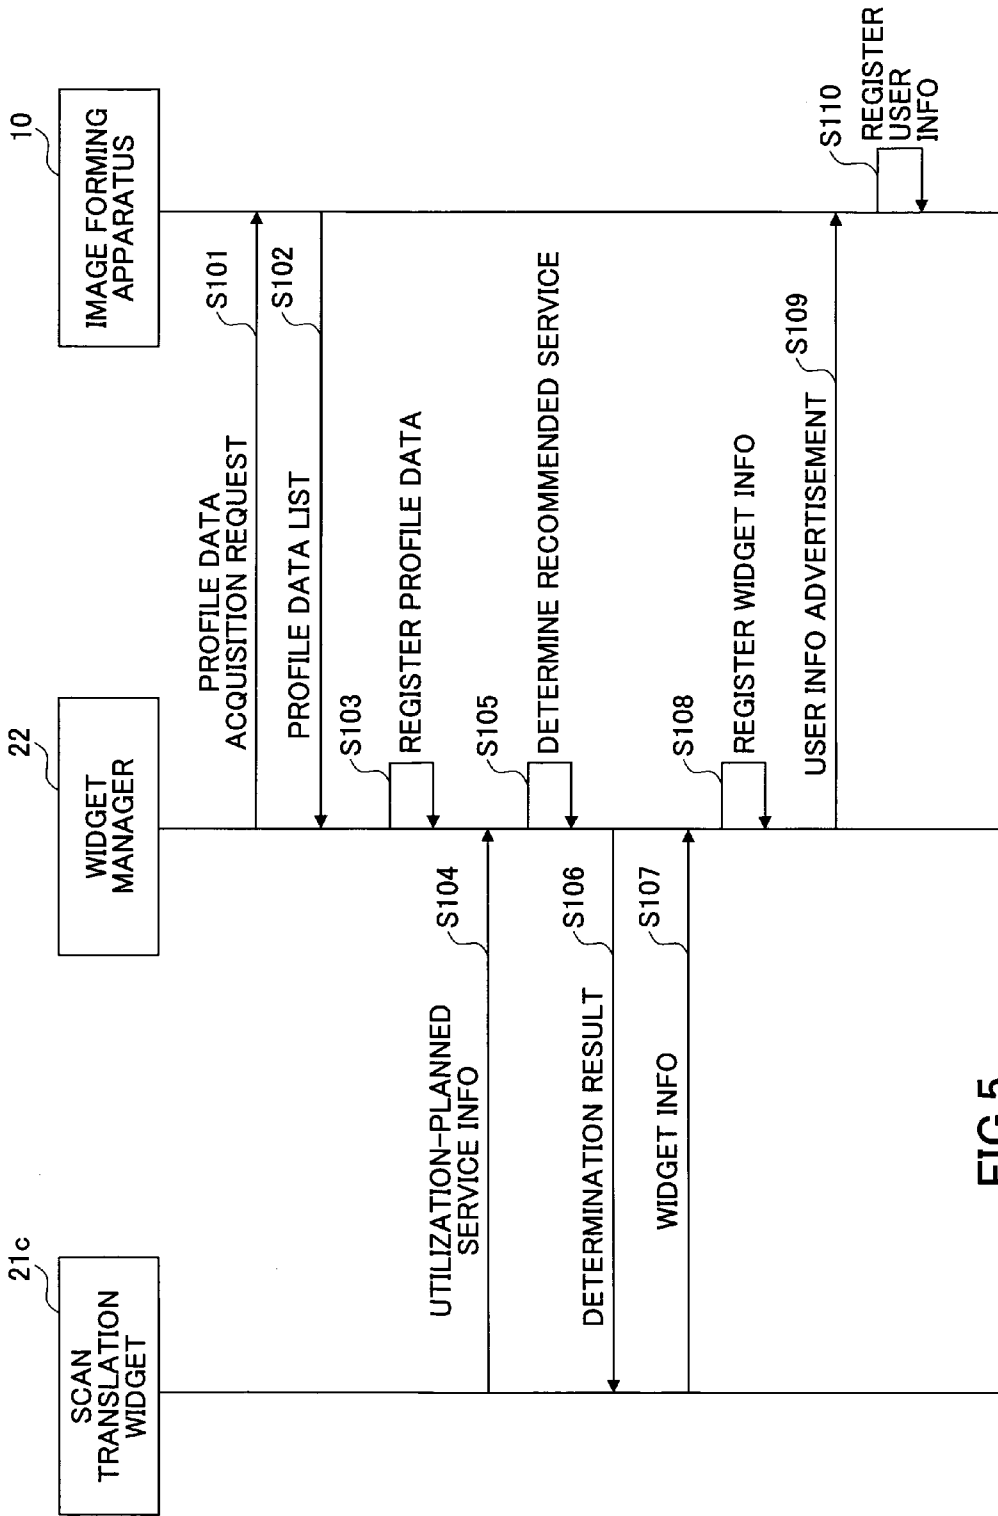 21c
SCAN
TRANSLATION
WIDGET
22
WIDGET
MANAGER
10
IMAGE FORMING
APPARATUS
PROFILE DATA
ACQUISITION REQUEST
S101
PROFILE DATA LIST
S102
S103
REGISTER PROFILE DATA
UTILIZATION-PLANNED
SERVICE INFO
S104
S105
DETERMINE RECOMMENDED SERVICE
DETERMINATION RESULT
S106
WIDGET INFO
S107
S108
REGISTER WIDGET INFO
USER INFO ADVERTISEMENT
S109
S110
REGISTER
USER
INFO
FIG.5